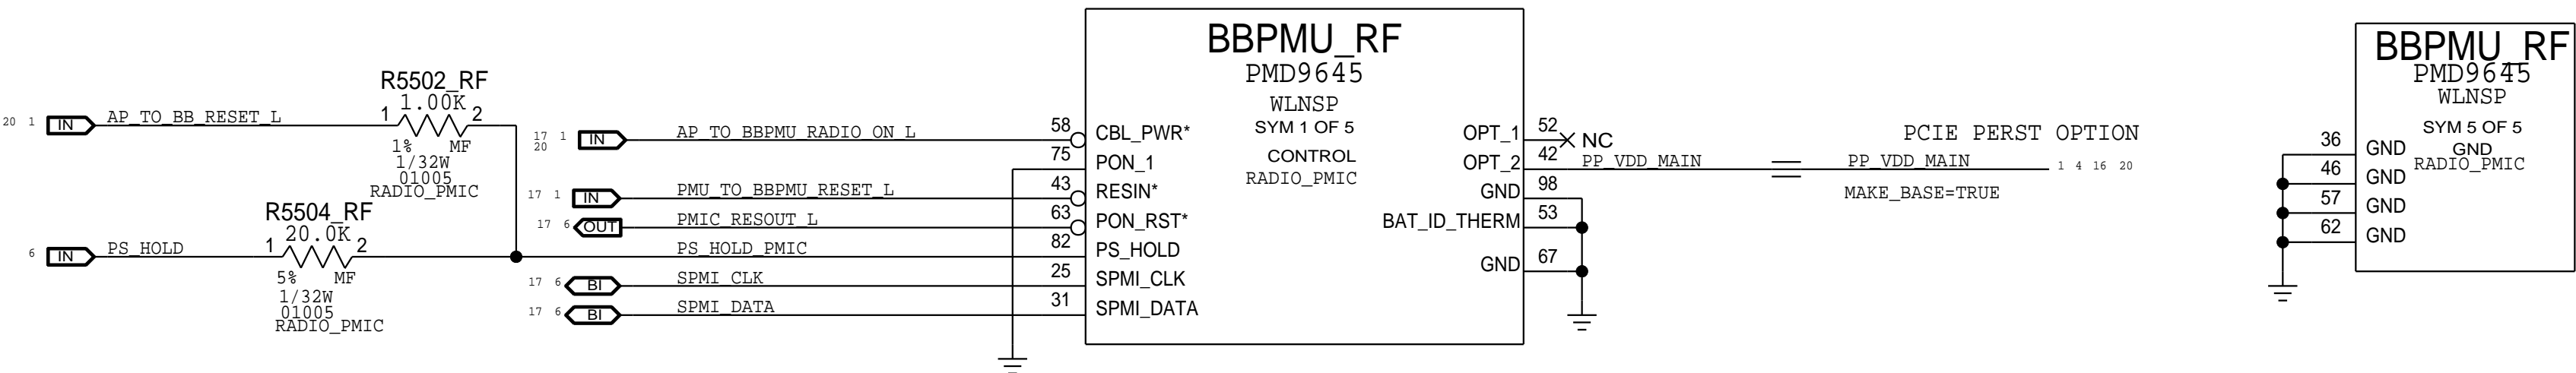 R5502_RF
1.00K
20 1 IN AP_TO_BB_RESET_L 1 2
1% MF
1/32W
01005
RADIO_PMIC
R5504_RF
20.0K
6 IN PS_HOLD 1 2
5% MF
1/32W
01005
RADIO_PMIC
BBPMU_RF
PMD9645
WLNSP
SYM 1 OF 5
CONTROL
RADIO_PMIC
17 1 IN AP_TO_BBPMU_RADIO_ON_L 58 CBL_PWR*
20
75 PON_1
17 1 IN PMU_TO_BBPMU_RESET_L 43 RESIN*
17 6 OUT PMIC_RESOUT_L 63 PON_RST*
PS_HOLD_PMIC 82 PS_HOLD
17 6 BI SPMI_CLK 25 SPMI_CLK
17 6 BI SPMI_DATA 31 SPMI_DATA
OPT_1 52 NC
OPT_2 42 PP_VDD_MAIN PP_VDD_MAIN 1 4 16 20
GND 98
BAT_ID_THERM 53
GND 67
PCIE PERST OPTION
MAKE_BASE=TRUE
BBPMU_RF
PMD9645
WLNSP
SYM 5 OF 5
GND
RADIO_PMIC
36 GND
46 GND
57 GND
62 GND